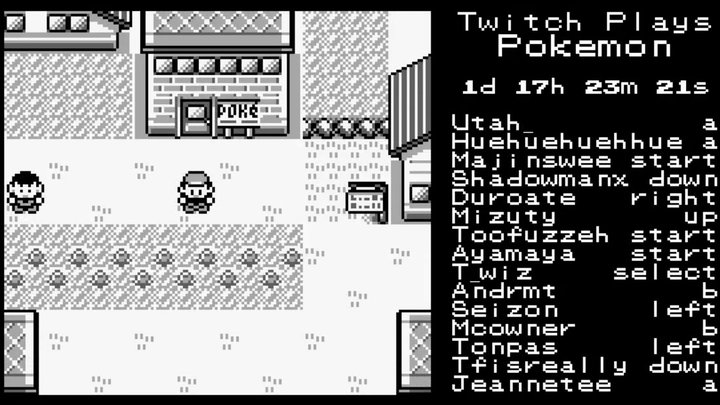 Twitch Plays
Pokemon
1d 17h 23m 21s
POKé
Utah_ a
Huehuehuehhue a
Majinswee start
Shadowmanx down
Duroate right
Mizuty up
Toofuzzeh start
Ayamaya start
T_wiz select
Andrmt b
Seizon left
Mcowner b
Tonpas left
Tfisreally down
Jeannetee a